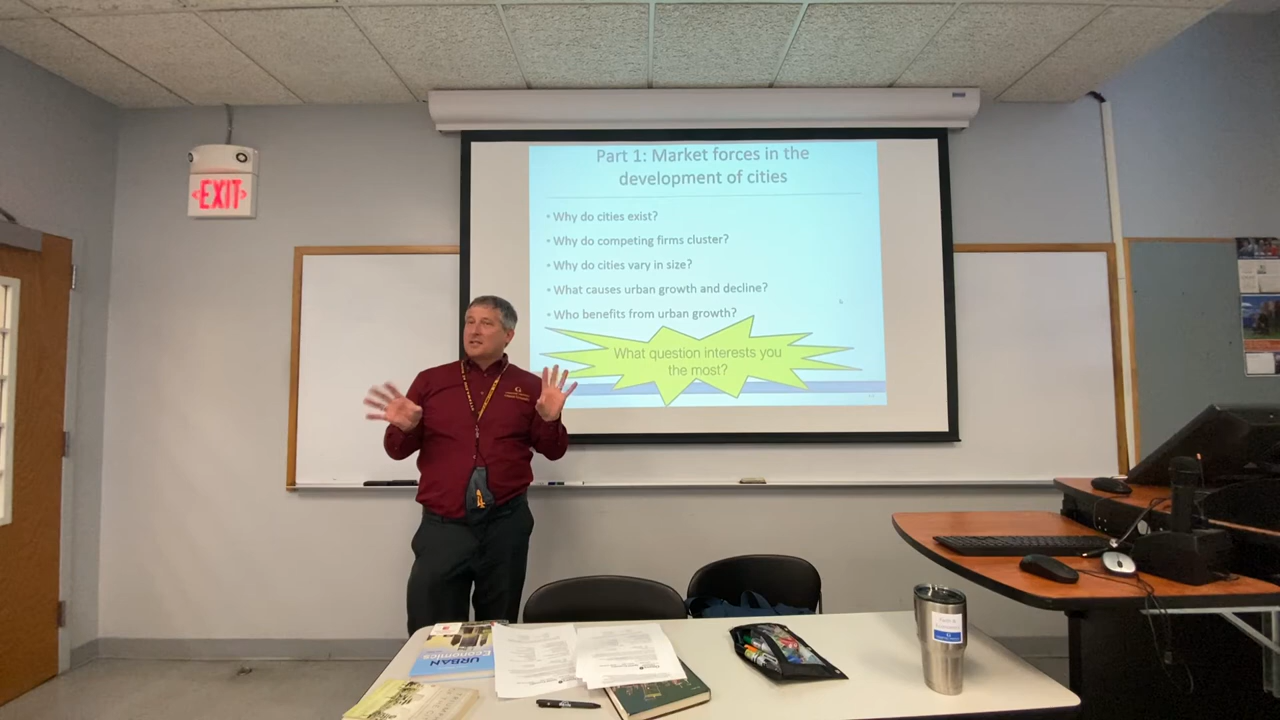 EXIT
Part 1: Market forces in the
development of cities
• Why do cities exist?
• Why do competing firms cluster?
• Why do cities vary in size?
• What causes urban growth and decline?
• Who benefits from urban growth?
What question interests you
the most?
G
URBAN
Economics